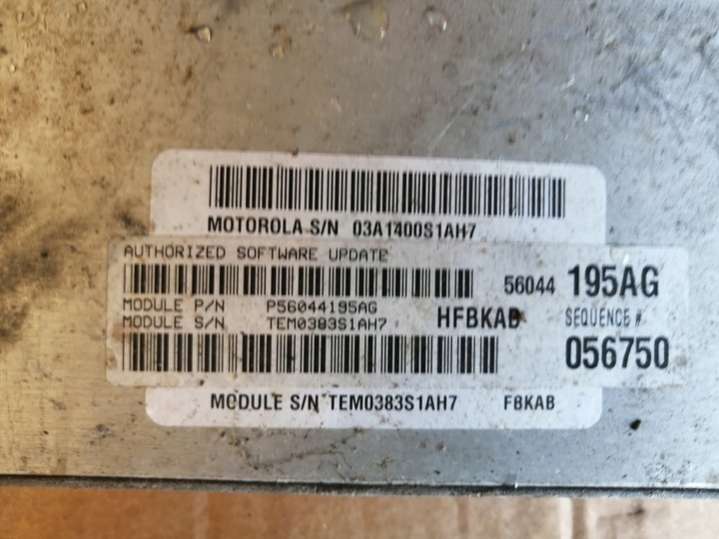 MOTOROLA S/N 03A1400S1AH7
AUTHORIZED SOFTWARE UPDATE
56044 195AG
MODULE P/N P56044195AG
MODULE S/N TEM0383S1AH7 HFBKAB SEQUENCE #
056750
MODULE S/N TEM0383S1AH7 FBKAB